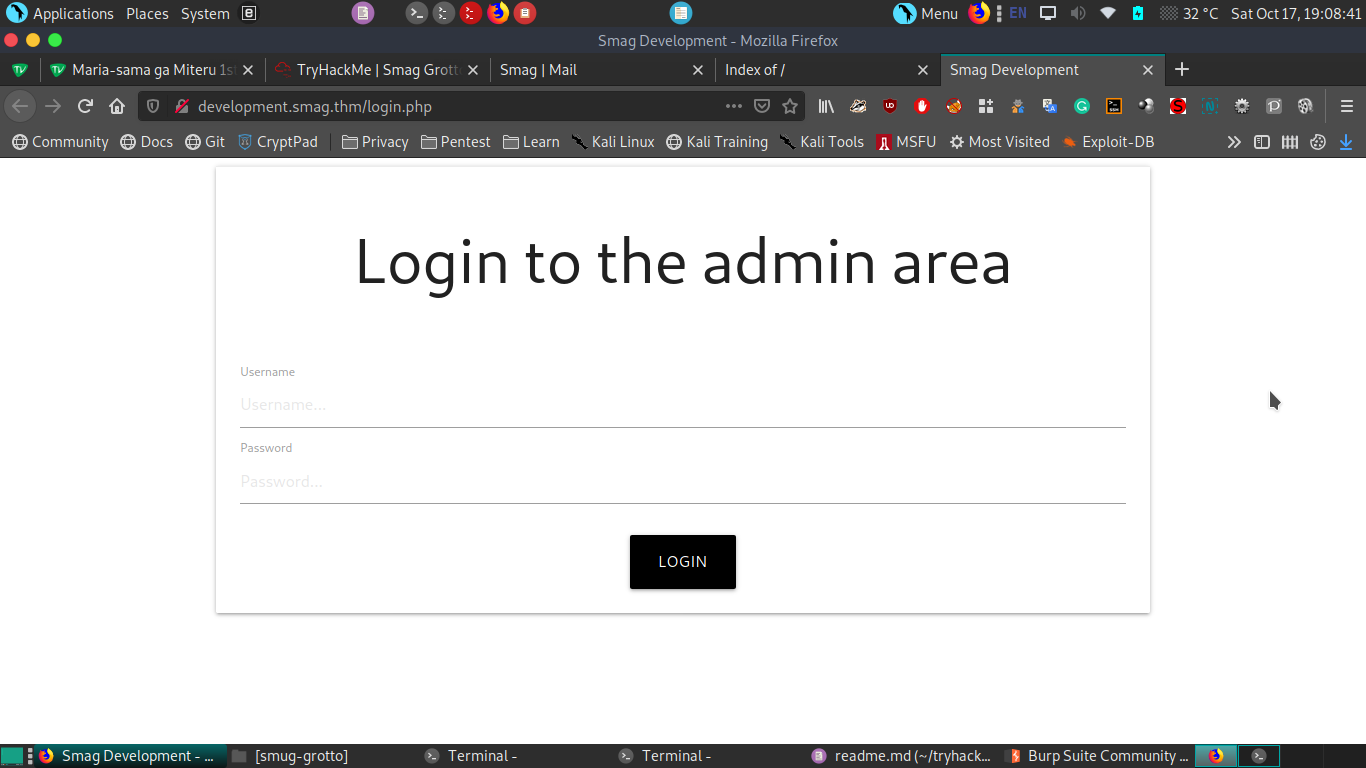 Applications Places System Menu EN 32 °C Sat Oct 17, 19:08:41
Smag Development - Mozilla Firefox
Maria-sama ga Miteru 1st TryHackMe | Smag Grotto Smag | Mail Index of / Smag Development
development.smag.thm/login.php
Community Docs Git CryptPad Privacy Pentest Learn Kali Linux Kali Training Kali Tools MSFU Most Visited Exploit-DB
Login to the admin area
Username
Username...
Password
Password...
LOGIN
Smag Development - ... [smug-grotto] Terminal - Terminal - readme.md (~/tryhack... Burp Suite Community ...